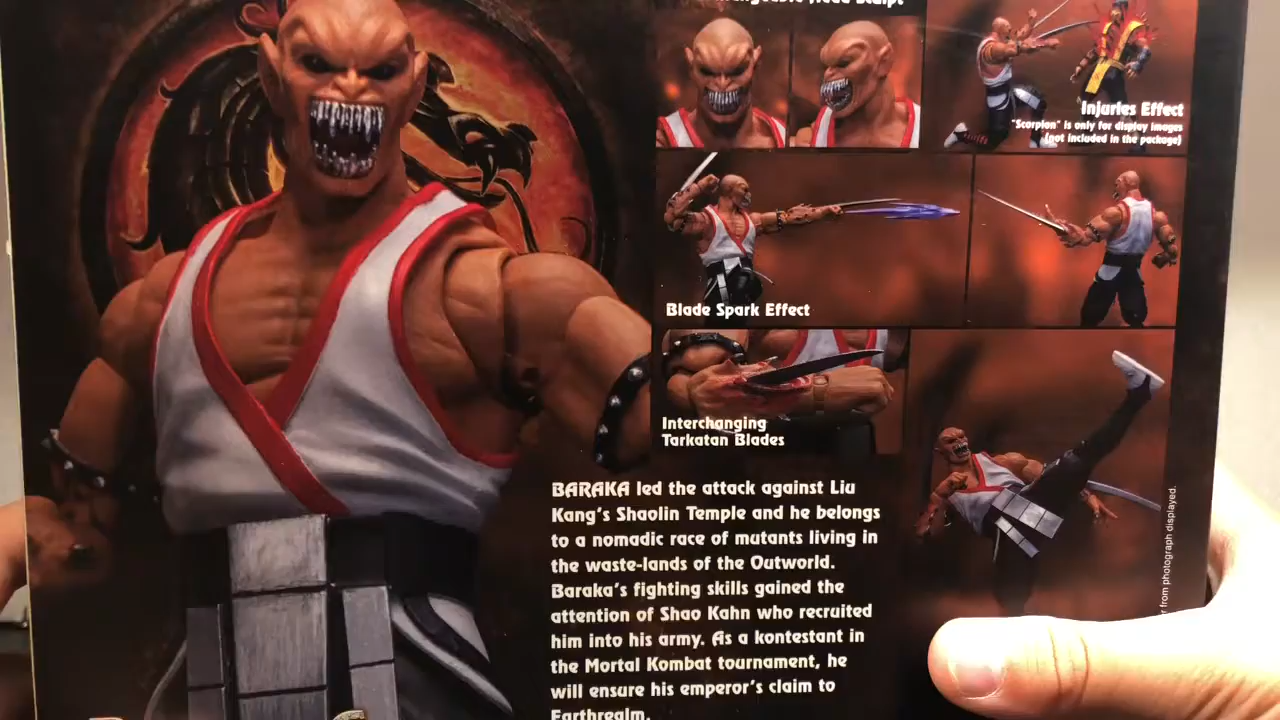 Head Sculpt
Injuries Effect
"Scorpion" is only for display images
(not included in the package)
Blade Spark Effect
Interchanging
Tarkatan Blades
BARAKA led the attack against Liu
Kang's Shaolin Temple and he belongs
to a nomadic race of mutants living in
the waste-lands of the Outworld.
Baraka's fighting skills gained the
attention of Shao Kahn who recruited
him into his army. As a kontestant in
the Mortal Kombat tournament, he
will ensure his emperor's claim to
Earthrealm.
from photograph displayed.